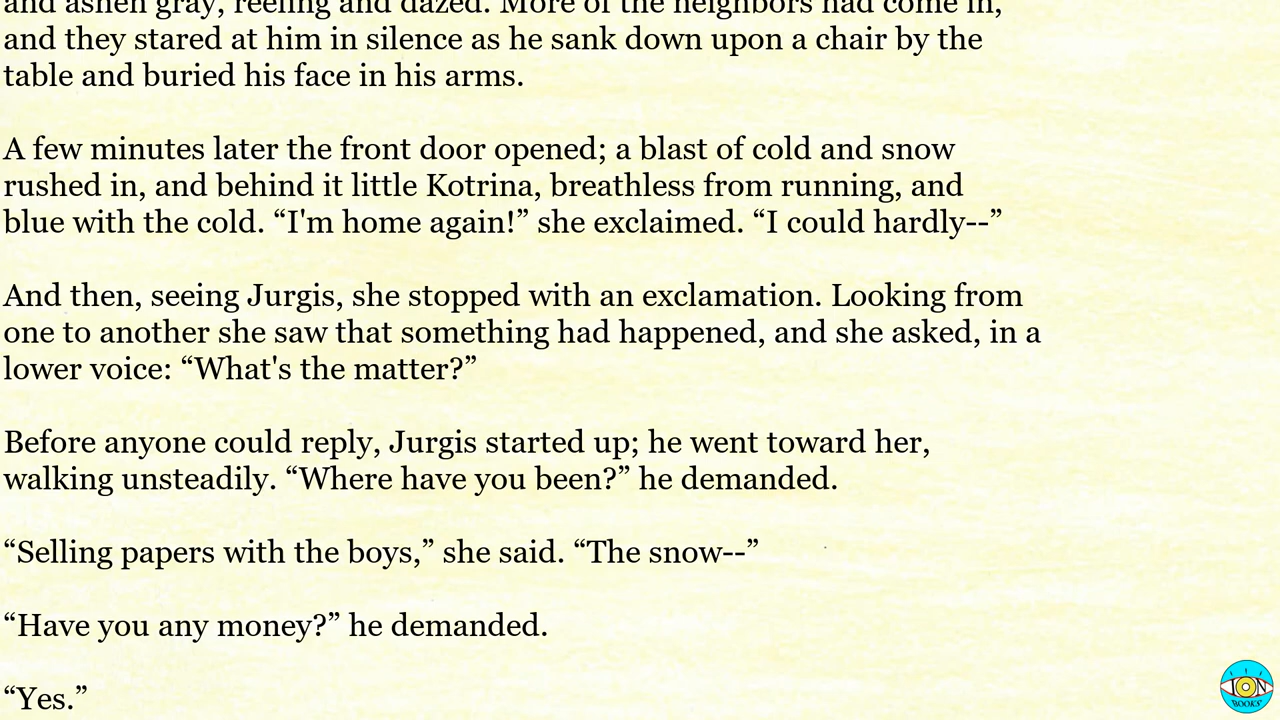 and ashen gray, reeling and dazed. More of the neighbors had come in,
and they stared at him in silence as he sank down upon a chair by the
table and buried his face in his arms.
A few minutes later the front door opened; a blast of cold and snow
rushed in, and behind it little Kotrina, breathless from running, and
blue with the cold. “I'm home again!” she exclaimed. “I could hardly--”
And then, seeing Jurgis, she stopped with an exclamation. Looking from
one to another she saw that something had happened, and she asked, in a
lower voice: “What's the matter?”
Before anyone could reply, Jurgis started up; he went toward her,
walking unsteadily. “Where have you been?” he demanded.
“Selling papers with the boys,” she said. “The snow--”
“Have you any money?” he demanded.
“Yes.”
ION
BOOKS